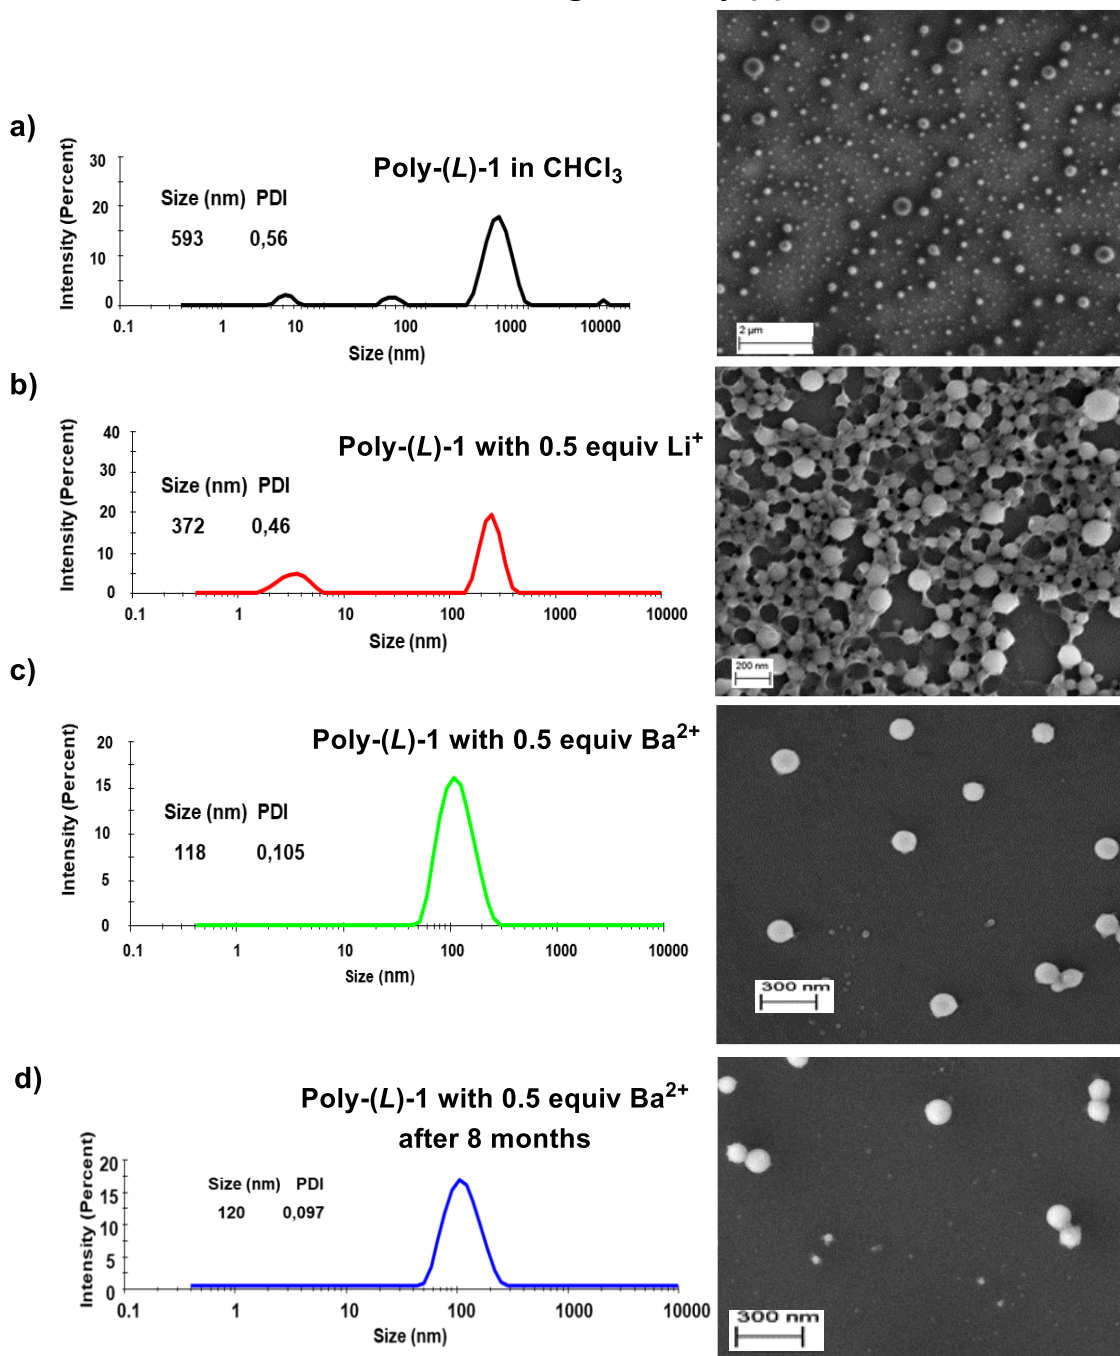 a)
Poly-(L)-1 in CHCl3
Size (nm) PDI
593 0,56
Intensity (Percent)
30
20
10
0
0.1 1 10 100 1000 10000
Size (nm)
2 µm
b)
Poly-(L)-1 with 0.5 equiv Li+
Size (nm) PDI
372 0,46
Intensity (Percent)
40
30
20
10
0
0.1 1 10 100 1000 10000
Size (nm)
200 nm
c)
Poly-(L)-1 with 0.5 equiv Ba2+
Size (nm) PDI
118 0,105
Intensity (Percent)
20
15
10
5
0
0.1 1 10 100 1000 10000
Size (nm)
300 nm
d)
Poly-(L)-1 with 0.5 equiv Ba2+
after 8 months
Size (nm) PDI
120 0,097
Intensity (Percent)
20
15
10
5
0
0.1 1 10 100 1000 10000
Size (nm)
300 nm